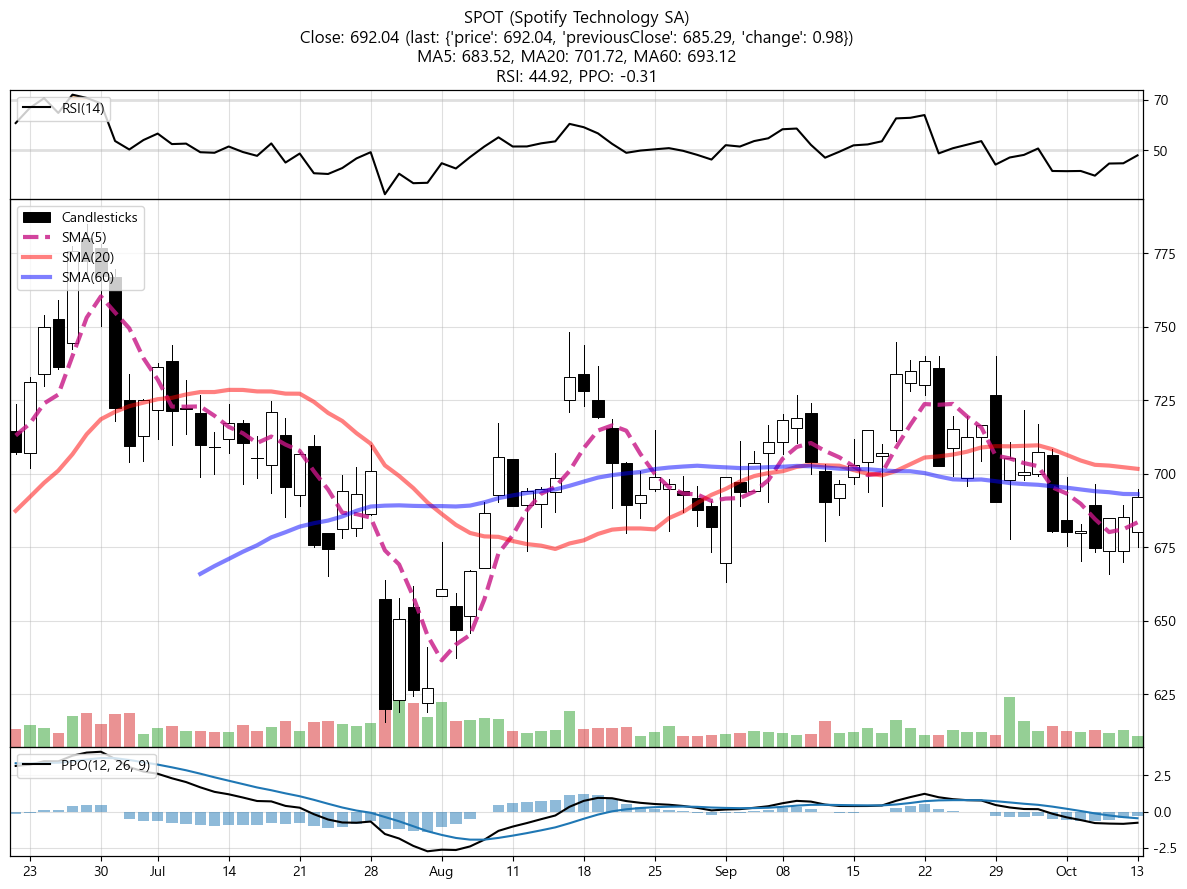 SPOT (Spotify Technology SA)
Close: 692.04 (last: {'price': 692.04, 'previousClose': 685.29, 'change': 0.98})
MA5: 683.52, MA20: 701.72, MA60: 693.12
RSI: 44.92, PPO: -0.31
RSI(14)
70
50
Candlesticks
SMA(5)
SMA(20)
SMA(60)
775
750
725
700
675
650
625
PPO(12, 26, 9)
2.5
0.0
-2.5
23 30 Jul 14 21 28 Aug 11 18 25 Sep 08 15 22 29 Oct 13